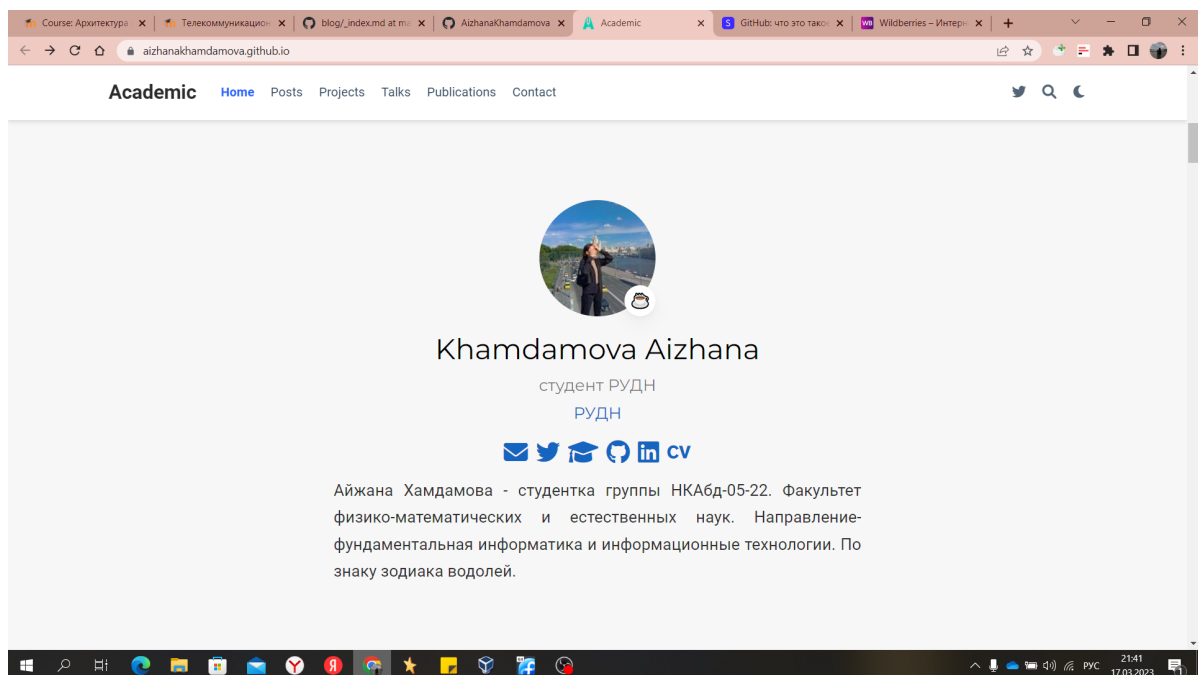 Course: Архитектура
Телекоммуникацион
blog/_index.md at ma
AizhanaKhamdamova
Academic
GitHub: что это такое
Wildberries – Интерн
aizhanakhamdamova.github.io
Academic Home Posts Projects Talks Publications Contact
Khamdamova Aizhana
студент РУДН
РУДН
CV
Айжана Хамдамова - студентка группы НКАбд-05-22. Факультет
физико-математических и естественных наук. Направление-
фундаментальная информатика и информационные технологии. По
знаку зодиака водолей.
РУС
21:41
17.03.2023